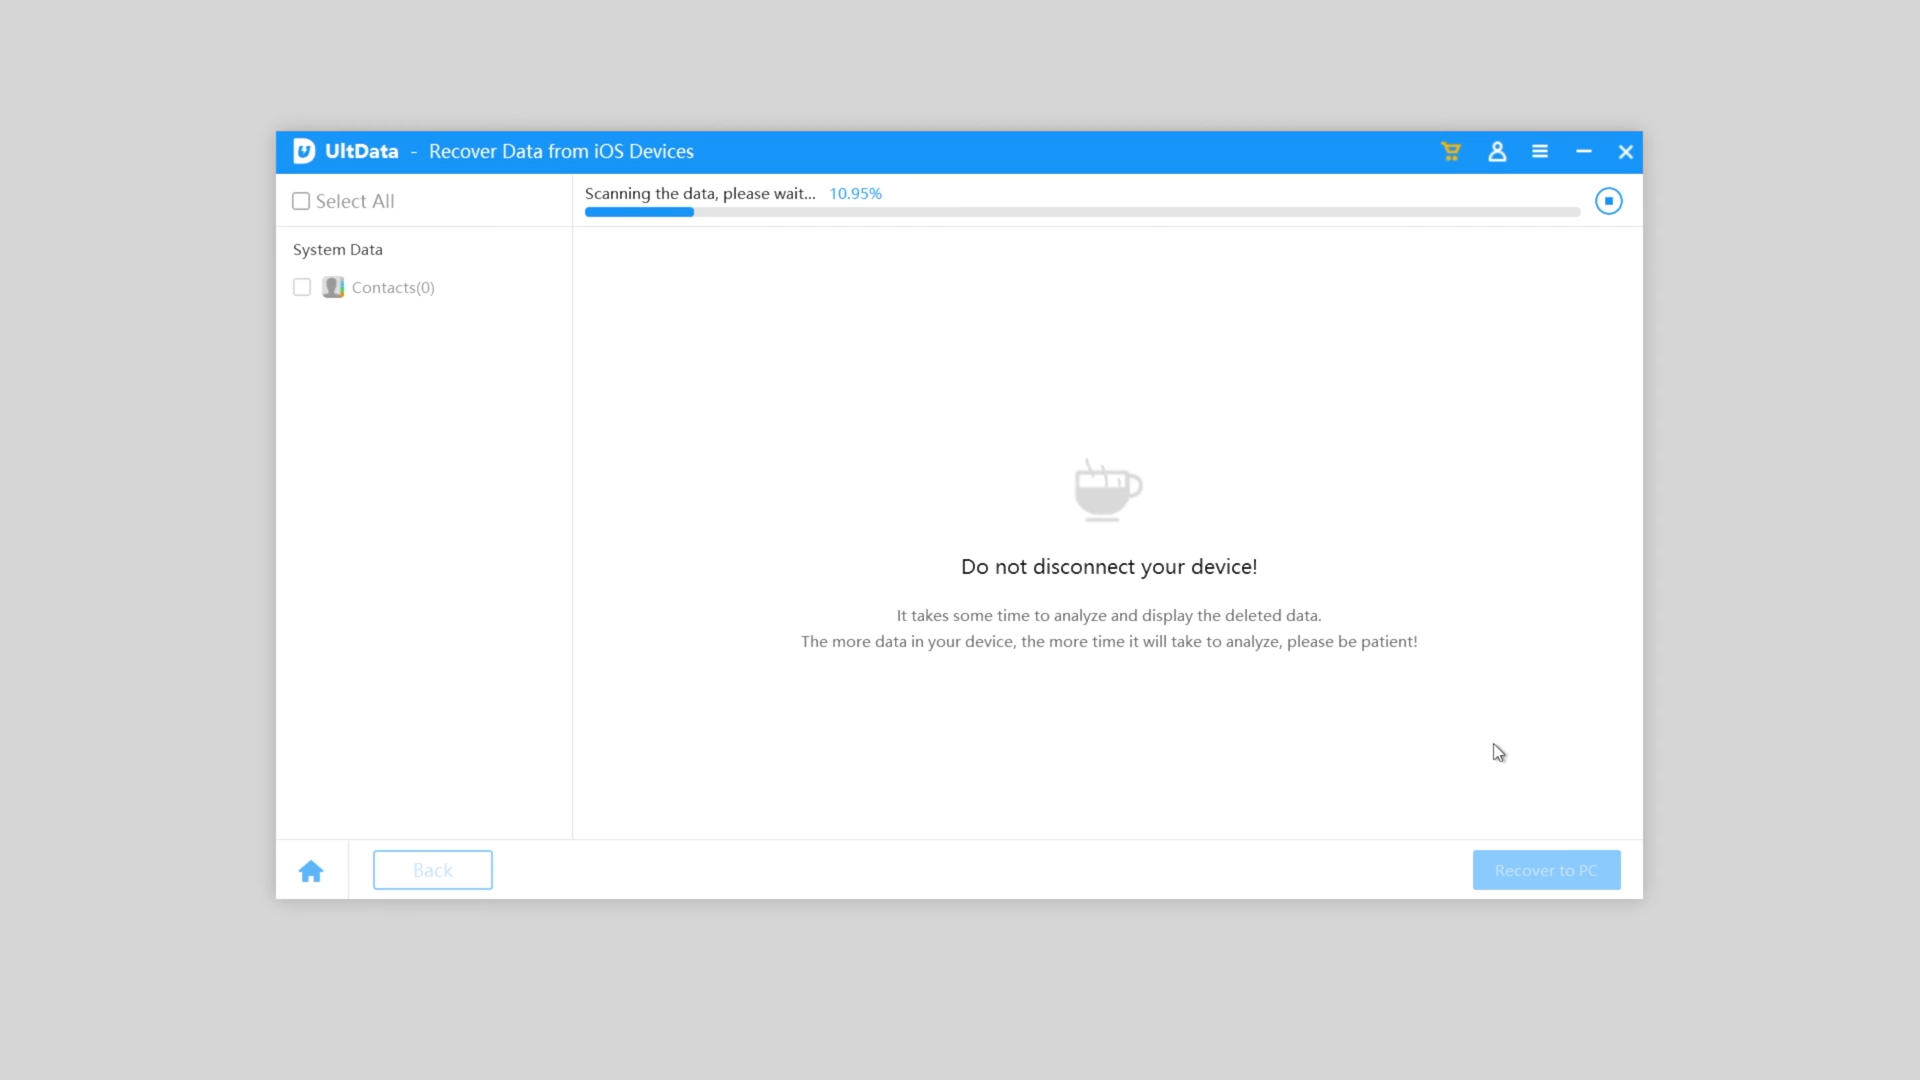 UltData - Recover Data from iOS Devices
Select All
Scanning the data, please wait... 10.95%
System Data
Contacts(0)
Do not disconnect your device!
It takes some time to analyze and display the deleted data.
The more data in your device, the more time it will take to analyze, please be patient!
Back
Recover to PC